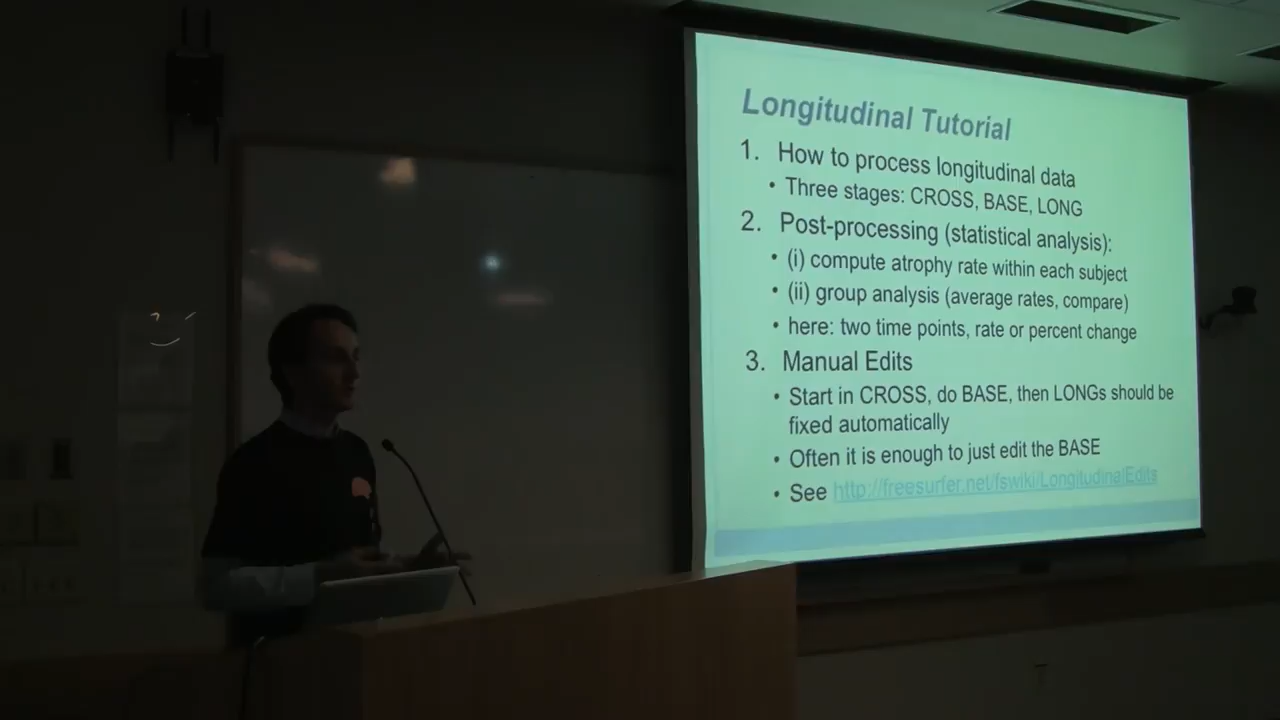 Longitudinal Tutorial
1. How to process longitudinal data
• Three stages: CROSS, BASE, LONG
2. Post-processing (statistical analysis):
• (i) compute atrophy rate within each subject
• (ii) group analysis (average rates, compare)
• here: two time points, rate or percent change
3. Manual Edits
• Start in CROSS, do BASE, then LONGs should be
fixed automatically
• Often it is enough to just edit the BASE
• See http://freesurfer.net/fswiki/LongitudinalEdits